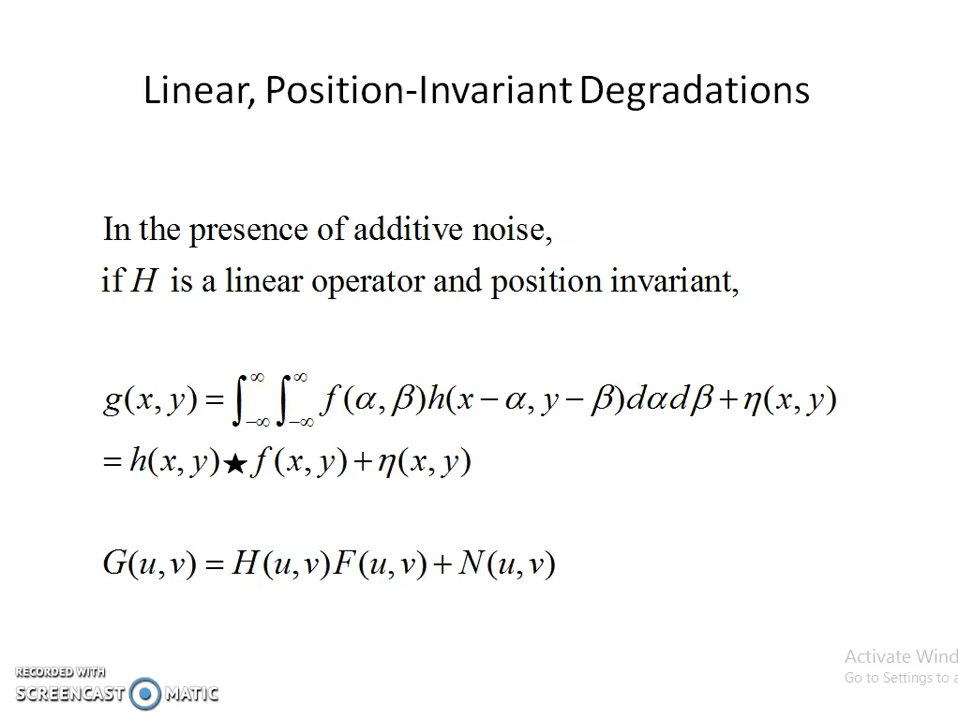 Linear, Position-Invariant Degradations
In the presence of additive noise,
if H is a linear operator and position invariant,
g(x, y) = ∫_{-∞}^{∞} ∫_{-∞}^{∞} f(α, β)h(x − α, y − β)dαdβ + η(x, y)
= h(x, y)★ f(x, y) + η(x, y)
G(u, v) = H(u, v)F(u, v) + N(u, v)
RECORDED WITH
SCREENCAST MATIC
Activate Wind
Go to Settings to a